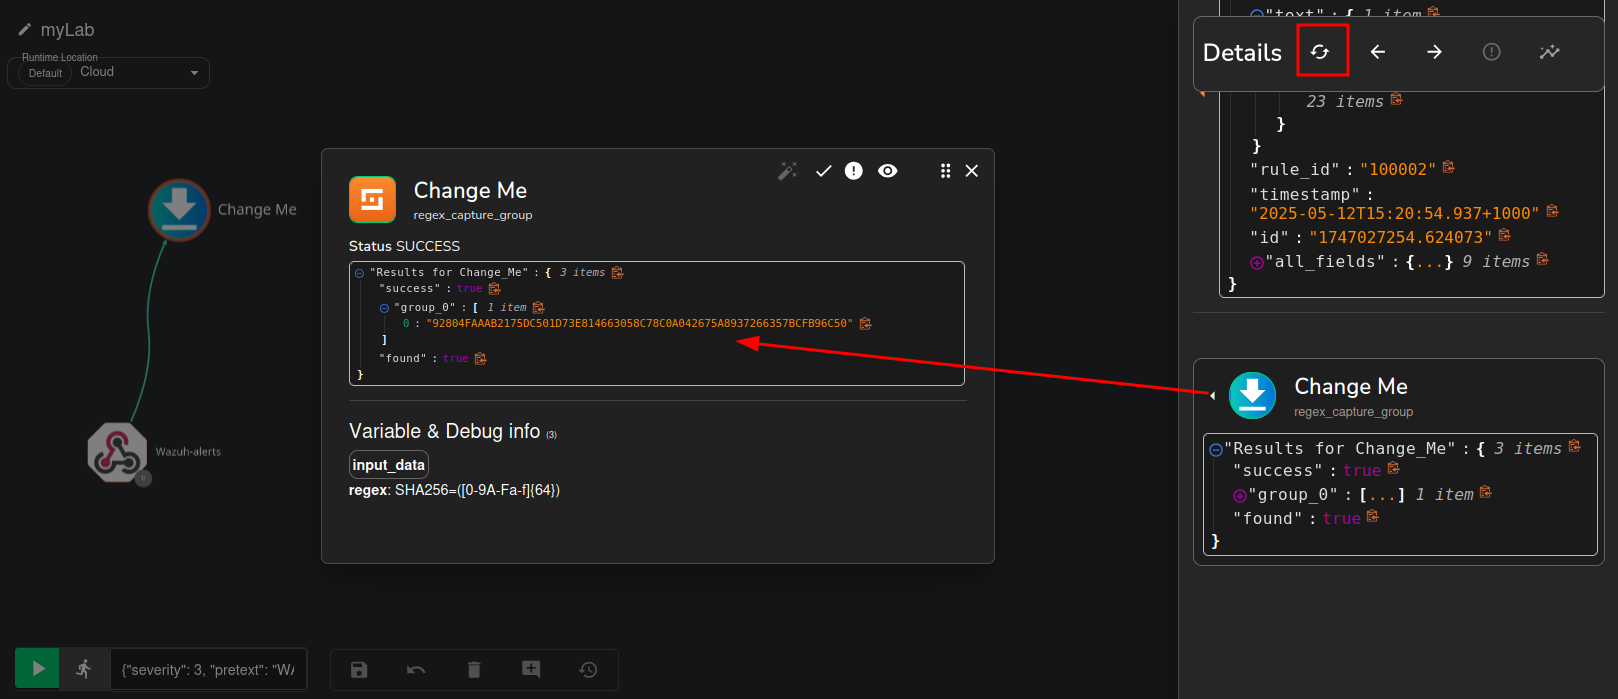 myLab
Runtime Location
Default Cloud
Change Me
Wazuh-alerts
0
{"severity": 3, "pretext": "W
Change Me
regex_capture_group
Status SUCCESS
"Results for Change_Me" : { 3 items
"success" : true
"group_0" : [ 1 item
0 : "92804FAAAB2175DC501D73E814663058C78C0A042675A8937266357BCFB96C50"
]
"found" : true
}
Variable & Debug info (3)
input_data
regex: SHA256=([0-9A-Fa-f]{64})
"text" : { 1 item
Details
23 items
}
}
"rule_id" : "100002"
"timestamp" :
"2025-05-12T15:20:54.937+1000"
"id" : "1747027254.624073"
"all_fields" : {...} 9 items
}
Change Me
regex_capture_group
"Results for Change_Me" : { 3 items
"success" : true
"group_0" : [...] 1 item
"found" : true
}